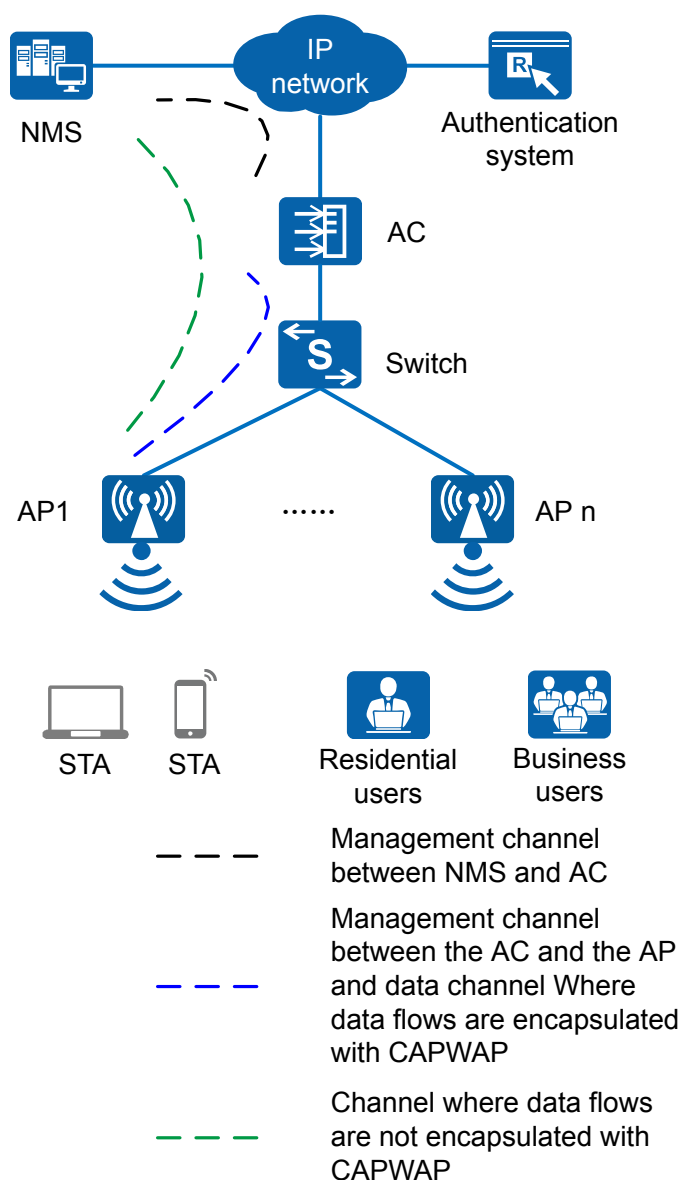 IP
network
R
NMS
Authentication
system
AC
S
Switch
AP1
......
AP n
STA
STA
Residential
users
Business
users
Management channel
between NMS and AC
Management channel
between the AC and the AP
and data channel Where
data flows are encapsulated
with CAPWAP
Channel where data flows
are not encapsulated with
CAPWAP